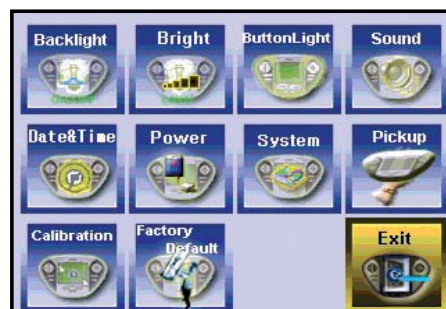 Backlight
Bright
ButtonLight
Sound
Date&Time
Power
System
Pickup
Calibration
Factory
Default
Exit